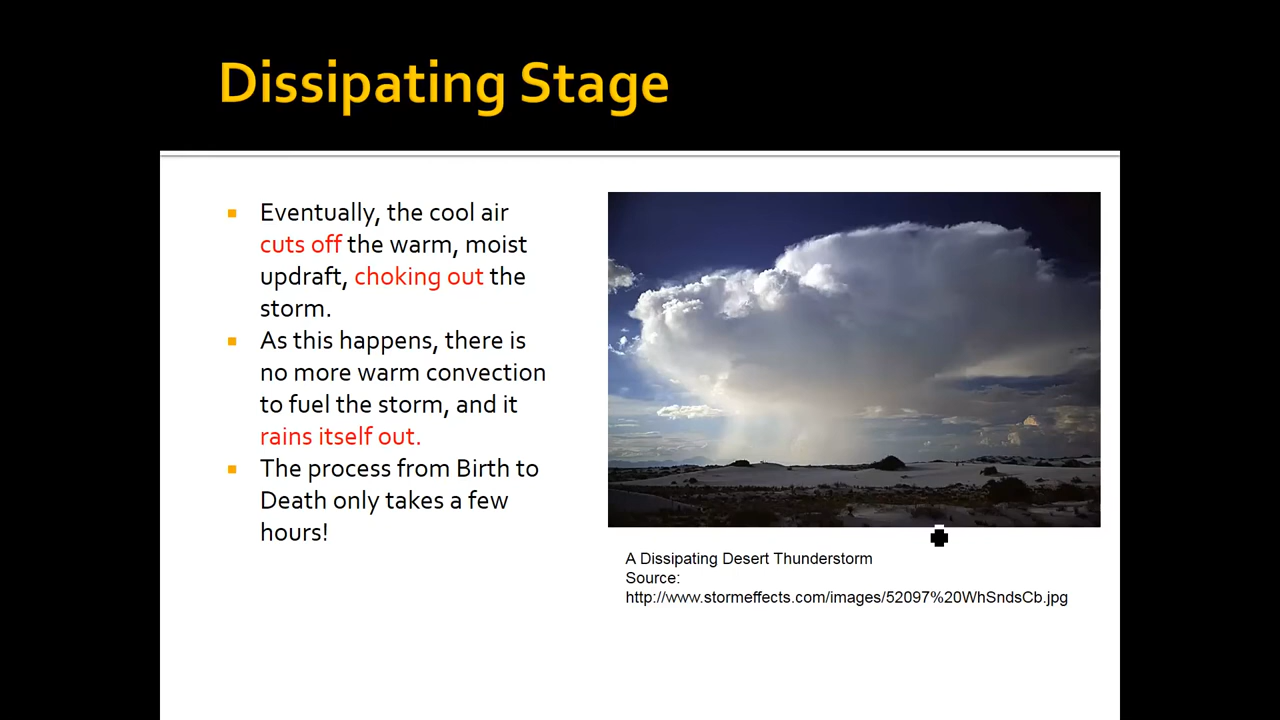 Dissipating Stage
Eventually, the cool air
cuts off the warm, moist
updraft, choking out the
storm.
As this happens, there is
no more warm convection
to fuel the storm, and it
rains itself out.
The process from Birth to
Death only takes a few
hours!
A Dissipating Desert Thunderstorm
Source:
http://www.stormeffects.com/images/52097%20WhSndsCb.jpg